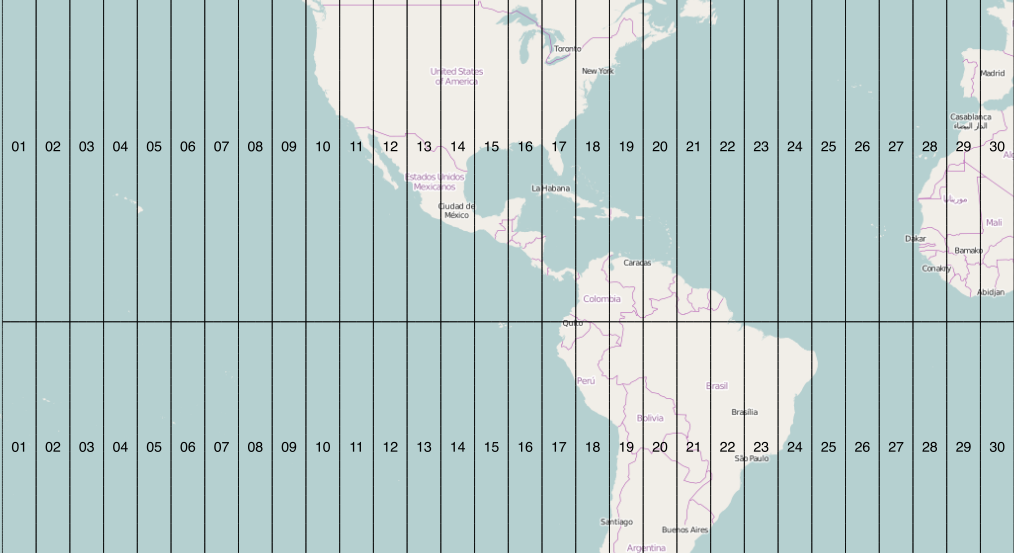 Toronto
United States
of America
New York
Madrid
Casablanca
الدار البيضاء
01 02 03 04 05 06 07 08 09 10 11 12 13 14 15 16 17 18 19 20 21 22 23 24 25 26 27 28 29 30
Al
Estados Unidos
Mexicanos
La Habana
موريتانيا
Ciudad de
México
Mali
Dakar
Bamako
Caracas
Conakry
Abidjan
Colombia
Quito
Perú
Brasil
Brasília
Bolivia
01 02 03 04 05 06 07 08 09 10 11 12 13 14 15 16 17 18 19 20 21 22 23 24 25 26 27 28 29 30
São Paulo
Santiago
Buenos Aires
Argentina